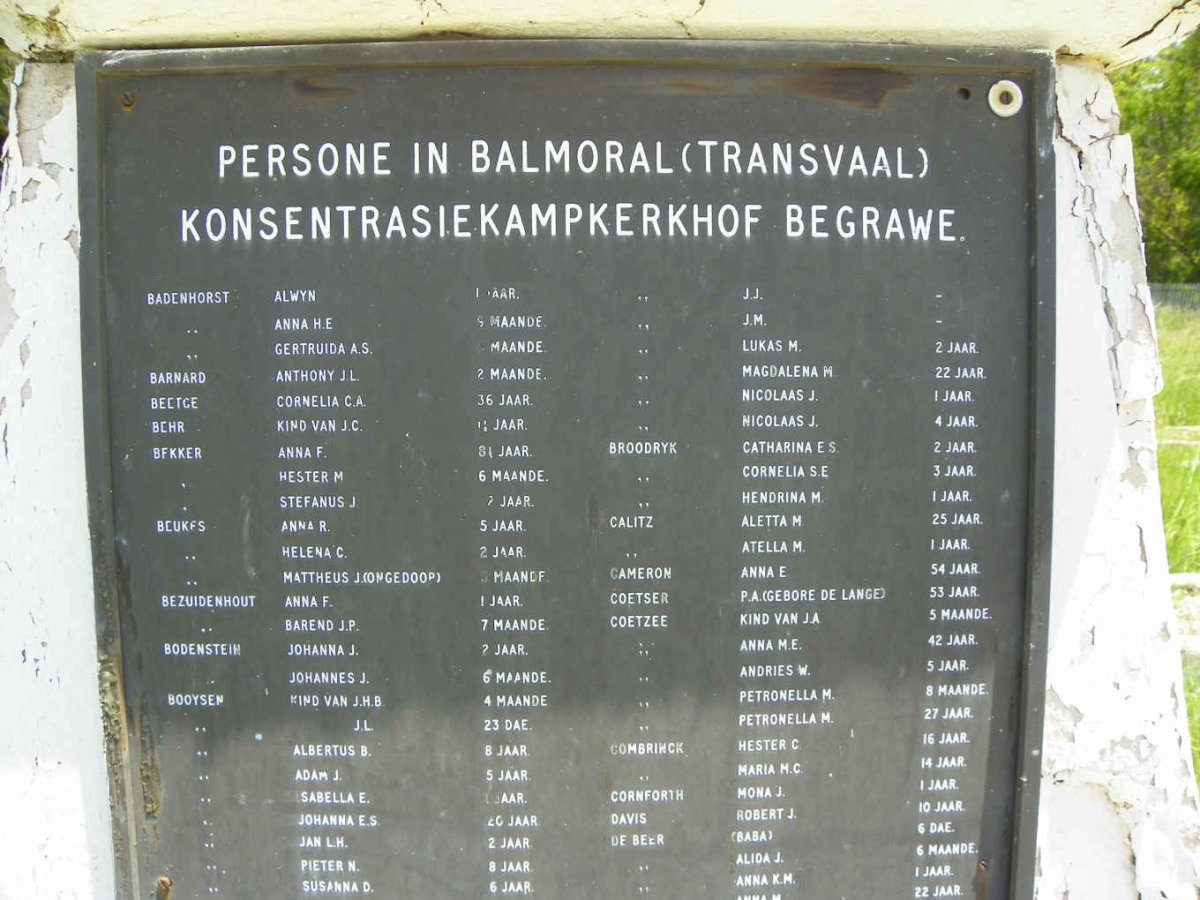 PERSONE IN BALMORAL (TRANSVAAL)
KONSENTRASIEKAMPKERKHOF BEGRAWE.
BADENHORST ALWYN JAAR.
,, ANNA H.E 9 MAANDE.
,, GERTRUIDA A.S. MAANDE.
BARNARD ANTHONY J.L. 2 MAANDE.
BEETGE CORNELIA C.A. 36 JAAR.
BEHR KIND VAN J.C. JAAR.
BEKKER ANNA F. JAAR.
,, HESTER M 6 MAANDE.
,, STEFANUS J 2 JAAR.
BEUKES ANNA R. 5 JAAR.
,, HELENA C. 2 JAAR.
,, MATTHEUS J.(ONGEDOOP) MAANDE.
BEZUIDENHOUT ANNA F. 1 JAAR.
,, BAREND J.P. 7 MAANDE.
BODENSTEIN JOHANNA J. 2 JAAR.
,, JOHANNES J. 6 MAANDE.
BOOYSEN KIND VAN J.H.B 4 MAANDE
,, J.L. 23 DAE.
,, ALBERTUS B. 8 JAAR.
,, ADAM J. 5 JAAR.
,, ISABELLA E. JAAR.
,, JOHANNA E.S. 20 JAAR.
,, JAN L.H. 2 JAAR.
,, PIETER N. 8 JAAR.
,, SUSANNA D. 6 JAAR.
,, J.J. –
,, J.M. –
,, LUKAS M. 2 JAAR.
,, MAGDALENA M. 22 JAAR.
,, NICOLAAS J. 1 JAAR.
,, NICOLAAS J. 4 JAAR.
BROODRYK CATHARINA E S. 2 JAAR.
,, CORNELIA S.E 3 JAAR.
,, HENDRINA M. 1 JAAR.
CALITZ ALETTA M 25 JAAR.
,, ATELLA M. 1 JAAR.
CAMERON ANNA E 54 JAAR.
COETSER P.A.(GEBORE DE LANGE) 53 JAAR.
COETZEE KIND VAN J.A 5 MAANDE.
,, ANNA M.E. 42 JAAR.
,, ANDRIES W. 5 JAAR.
,, PETRONELLA M. 8 MAANDE.
,, PETRONELLA M. 27 JAAR.
COMBRINCK HESTER C 16 JAAR.
,, MARIA M.C. 14 JAAR.
CORNFORTH MONA J. 1 JAAR.
DAVIS ROBERT J. 10 JAAR.
DE BEER (BABA) 6 DAE.
,, ALIDA J. 6 MAANDE.
,, ANNA K.M. 1 JAAR.
ANNA M 22 JAAR.